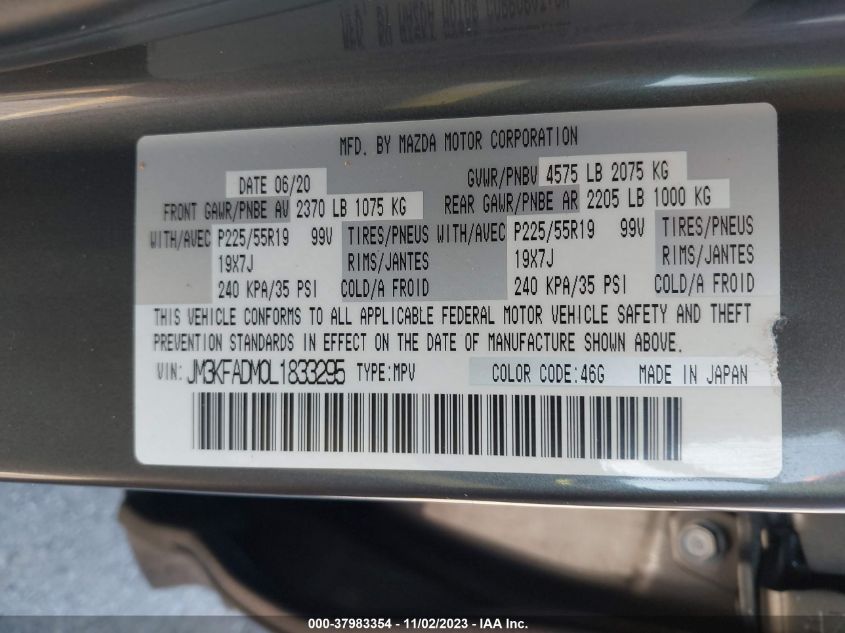 MFD. BY MAZDA MOTOR CORPORATION
DATE 06/20 GVWR/PNBV 4575 LB 2075 KG
FRONT GAWR/PNBE AV 2370 LB 1075 KG REAR GAWR/PNBE AR 2205 LB 1000 KG
WITH/AVEC P225/55R19 99V TIRES/PNEUS WITH/AVEC P225/55R19 99V TIRES/PNEUS
19X7J RIMS/JANTES 19X7J RIMS/JANTES
240 KPA/35 PSI COLD/A FROID 240 KPA/35 PSI COLD/A FROID
THIS VEHICLE CONFORMS TO ALL APPLICABLE FEDERAL MOTOR VEHICLE SAFETY AND THEFT
PREVENTION STANDARDS IN EFFECT ON THE DATE OF MANUFACTURE SHOWN ABOVE.
VIN: JM3KFADM0L1833295 TYPE:MPV COLOR CODE:46G MADE IN JAPAN
000-37983354 - 11/02/2023 - IAA Inc.